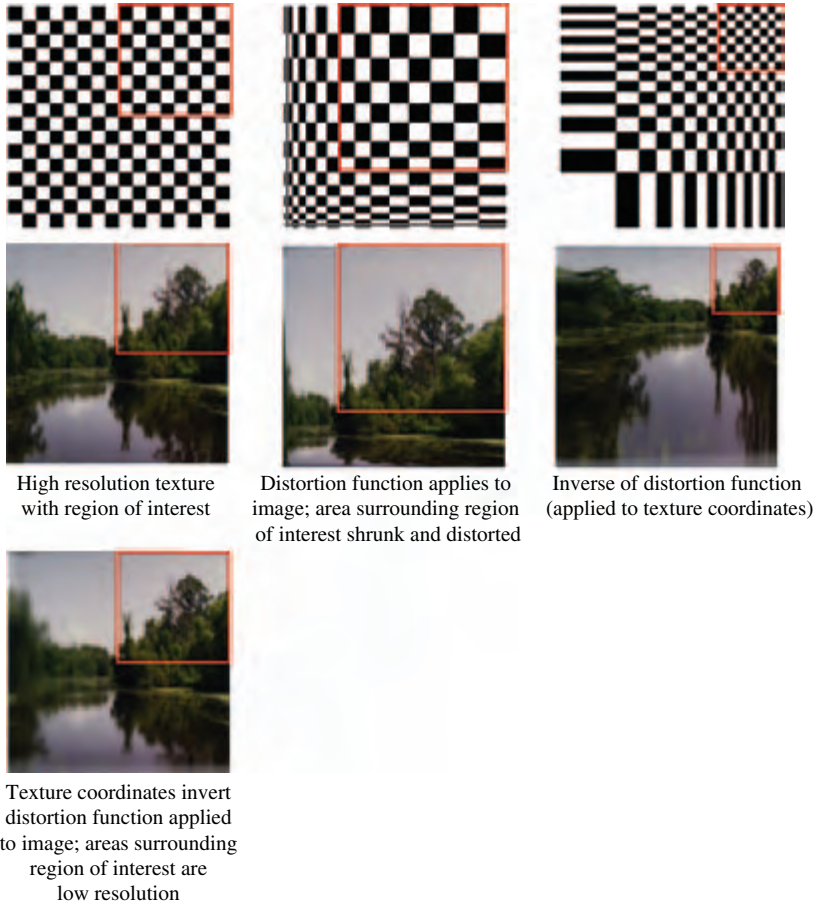 High resolution texture
with region of interest
Distortion function applies to
image; area surrounding region
of interest shrunk and distorted
Inverse of distortion function
(applied to texture coordinates)
Texture coordinates invert
distortion function applied
to image; areas surrounding
region of interest are
low resolution